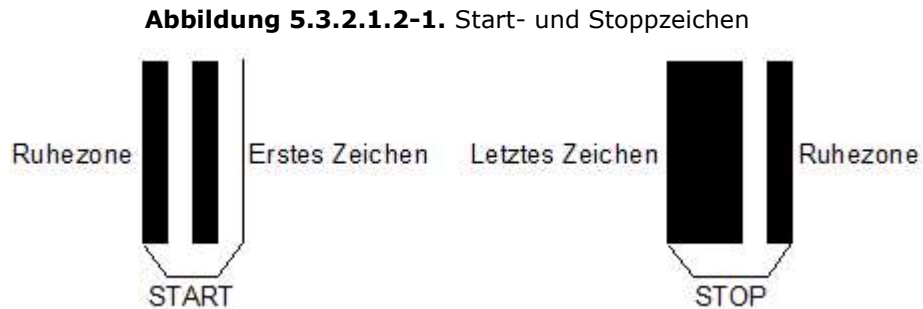 Abbildung 5.3.2.1.2-1. Start- und Stoppzeichen
Ruhezone Erstes Zeichen Letztes Zeichen Ruhezone
START STOP